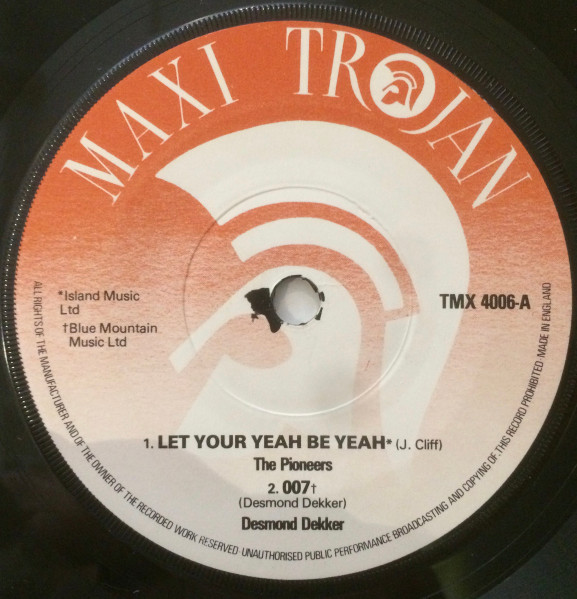 MAXI TROJAN
*Island Music
Ltd
†Blue Mountain
Music Ltd
TMX 4006-A
1. LET YOUR YEAH BE YEAH* (J. Cliff)
The Pioneers
2. 007†
(Desmond Dekker)
Desmond Dekker
ALL RIGHTS OF THE MANUFACTURER AND OF THE OWNER OF THE RECORDED WORK RESERVED·UNAUTHORISED PUBLIC PERFORMANCE BROADCASTING AND COPYING OF THIS RECORD PROHIBITED·MADE IN ENGLAND